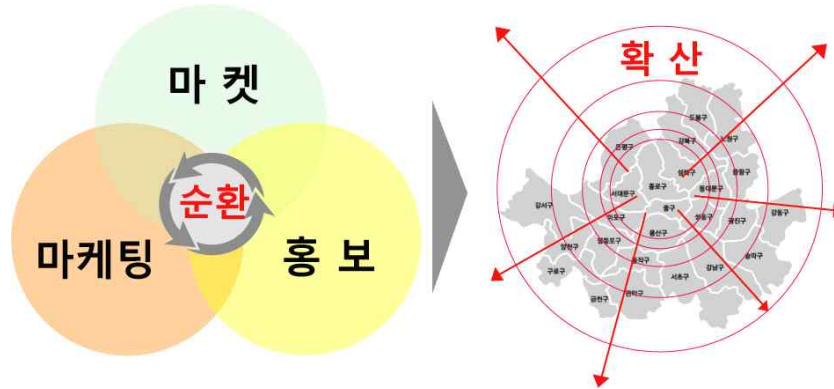 마 켓
순환
마케팅
홍 보
확 산
도봉구
노원구
강북구
은평구
성북구
중랑구
종로구
동대문구
서대문구
강서구
중구
성동구
광진구
강동구
마포구
용산구
양천구
영등포구
동작구
송파구
강남구
서초구
구로구
관악구
금천구